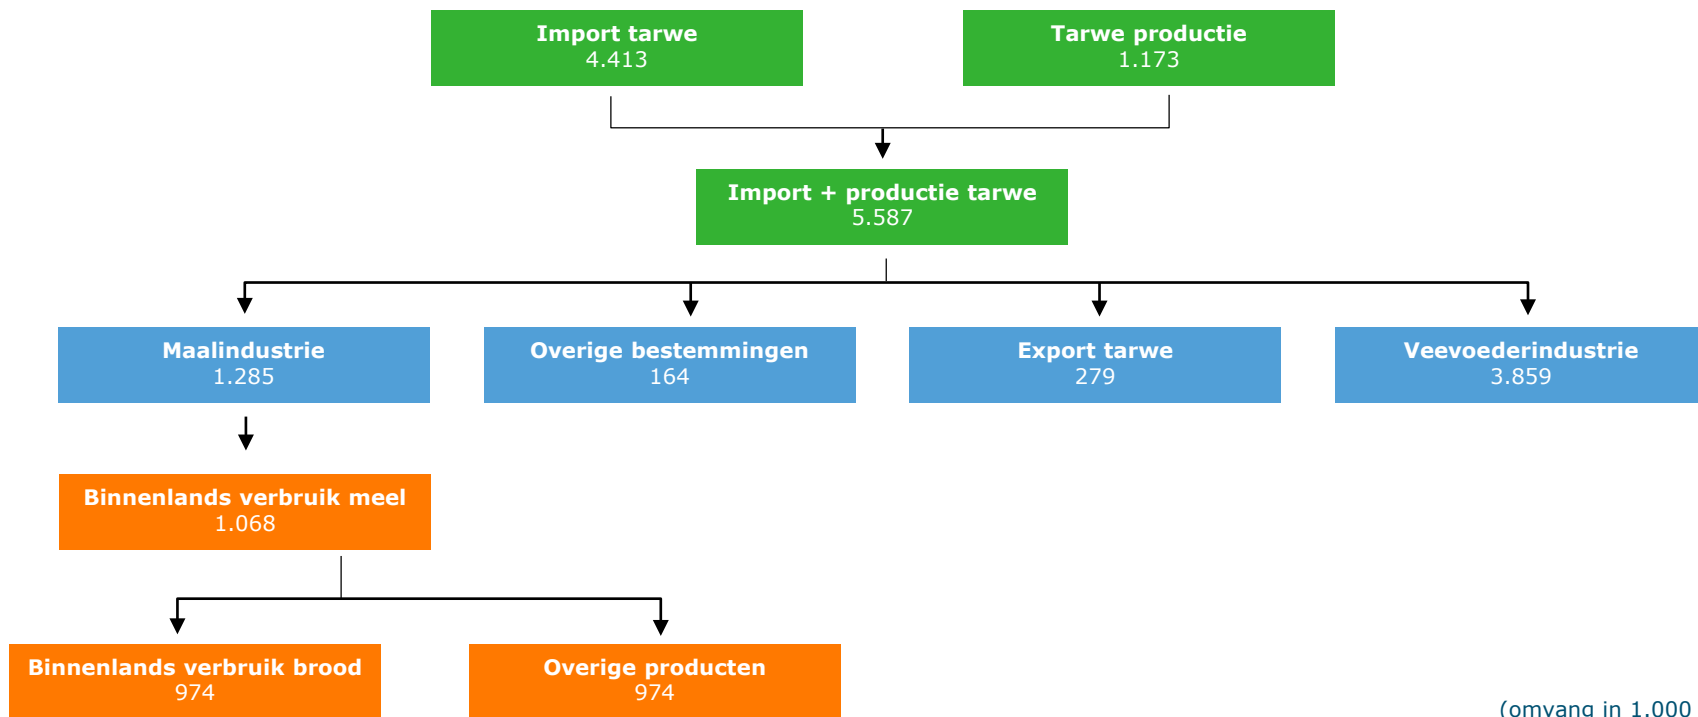 Import tarwe
4.413
Tarwe productie
1.173
Import + productie tarwe
5.587
Maalindustrie
1.285
Overige bestemmingen
164
Export tarwe
279
Veevoederindustrie
3.859
Binnenlands verbruik meel
1.068
Binnenlands verbruik brood
974
Overige producten
974
(omvang in 1.000